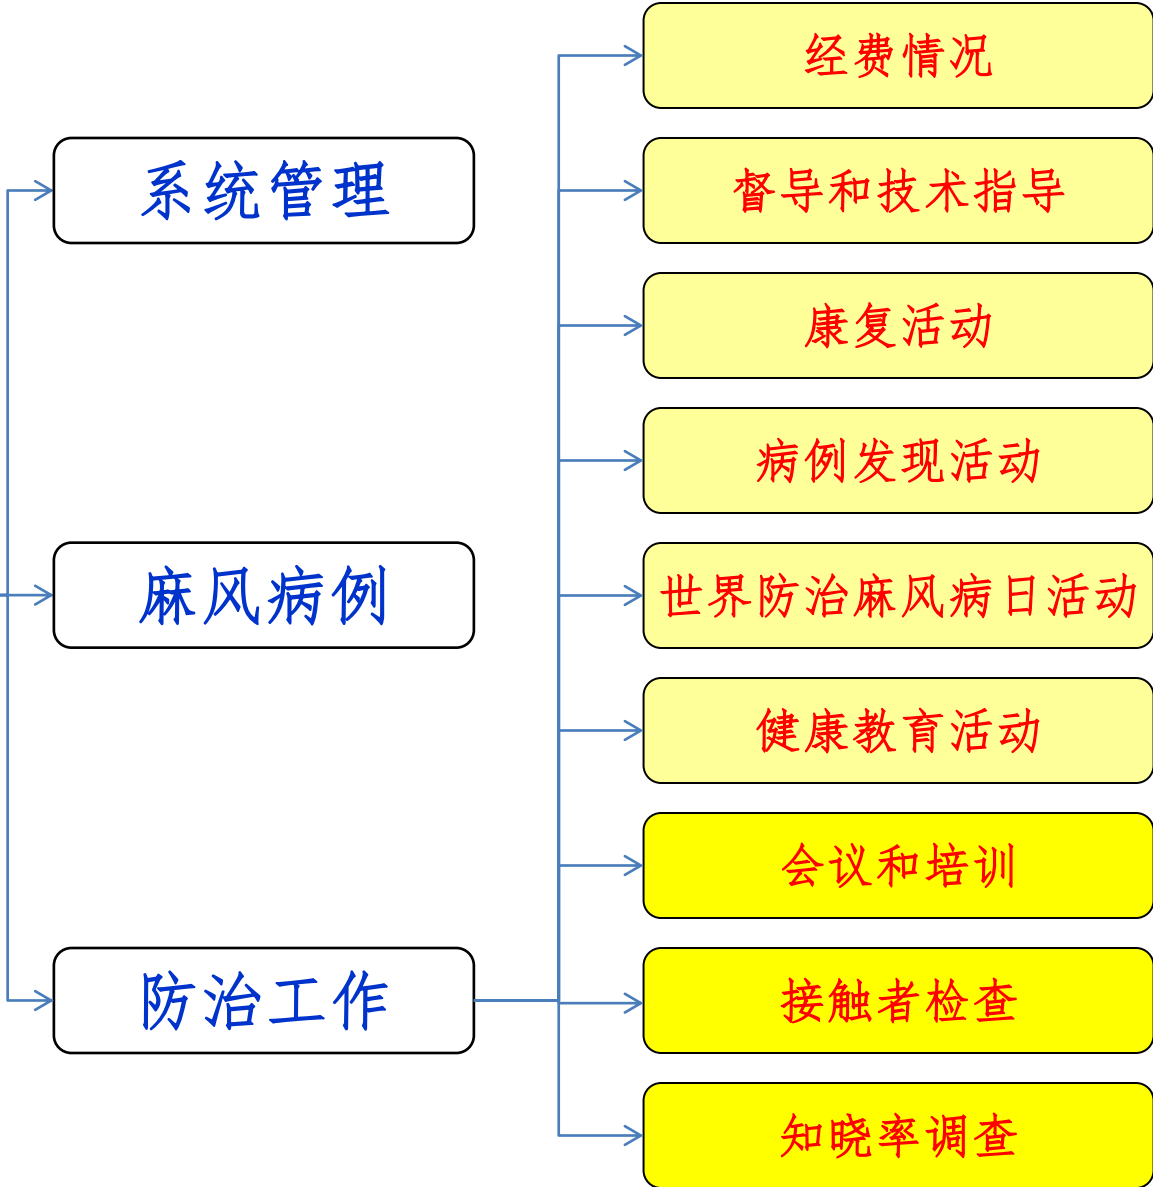 系统管理
麻风病例
防治工作
经费情况
督导和技术指导
康复活动
病例发现活动
世界防治麻风病日活动
健康教育活动
会议和培训
接触者检查
知晓率调查